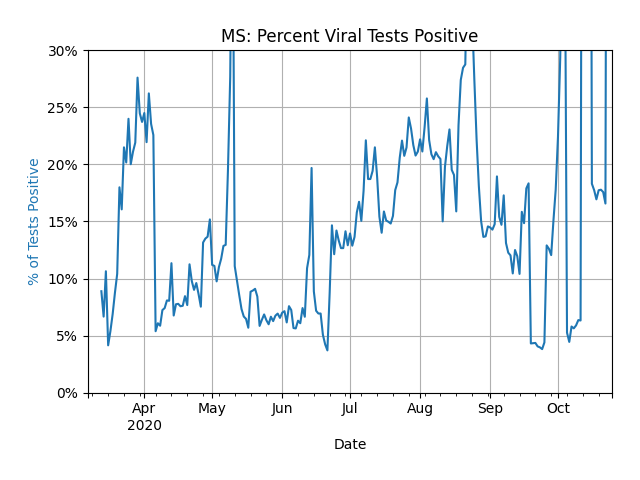 MS: Percent Viral Tests Positive
30%
25%
20%
15%
10%
5%
0%
% of Tests Positive
Apr May Jun Jul Aug Sep Oct
2020
Date